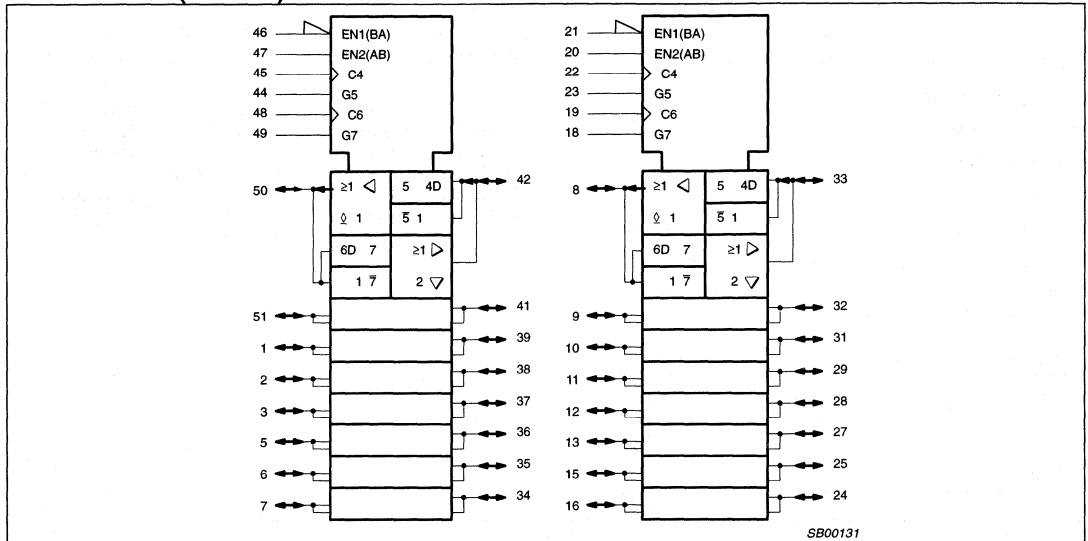 46 EN1(BA)
47 EN2(AB)
45 C4
44 G5
48 C6
49 G7
50 ≥1 ◁ 5 4D 42
◊ 1 5̅ 1
6D 7 ≥1 ▷
1 7̅ 2 ▽
51 41
1 39
2 38
3 37
5 36
6 35
7 34
21 EN1(BA)
20 EN2(AB)
22 C4
23 G5
19 C6
18 G7
8 ≥1 ◁ 5 4D 33
◊ 1 5̅ 1
6D 7 ≥1 ▷
1 7̅ 2 ▽
9 32
10 31
11 29
12 28
13 27
15 25
16 24
SB00131